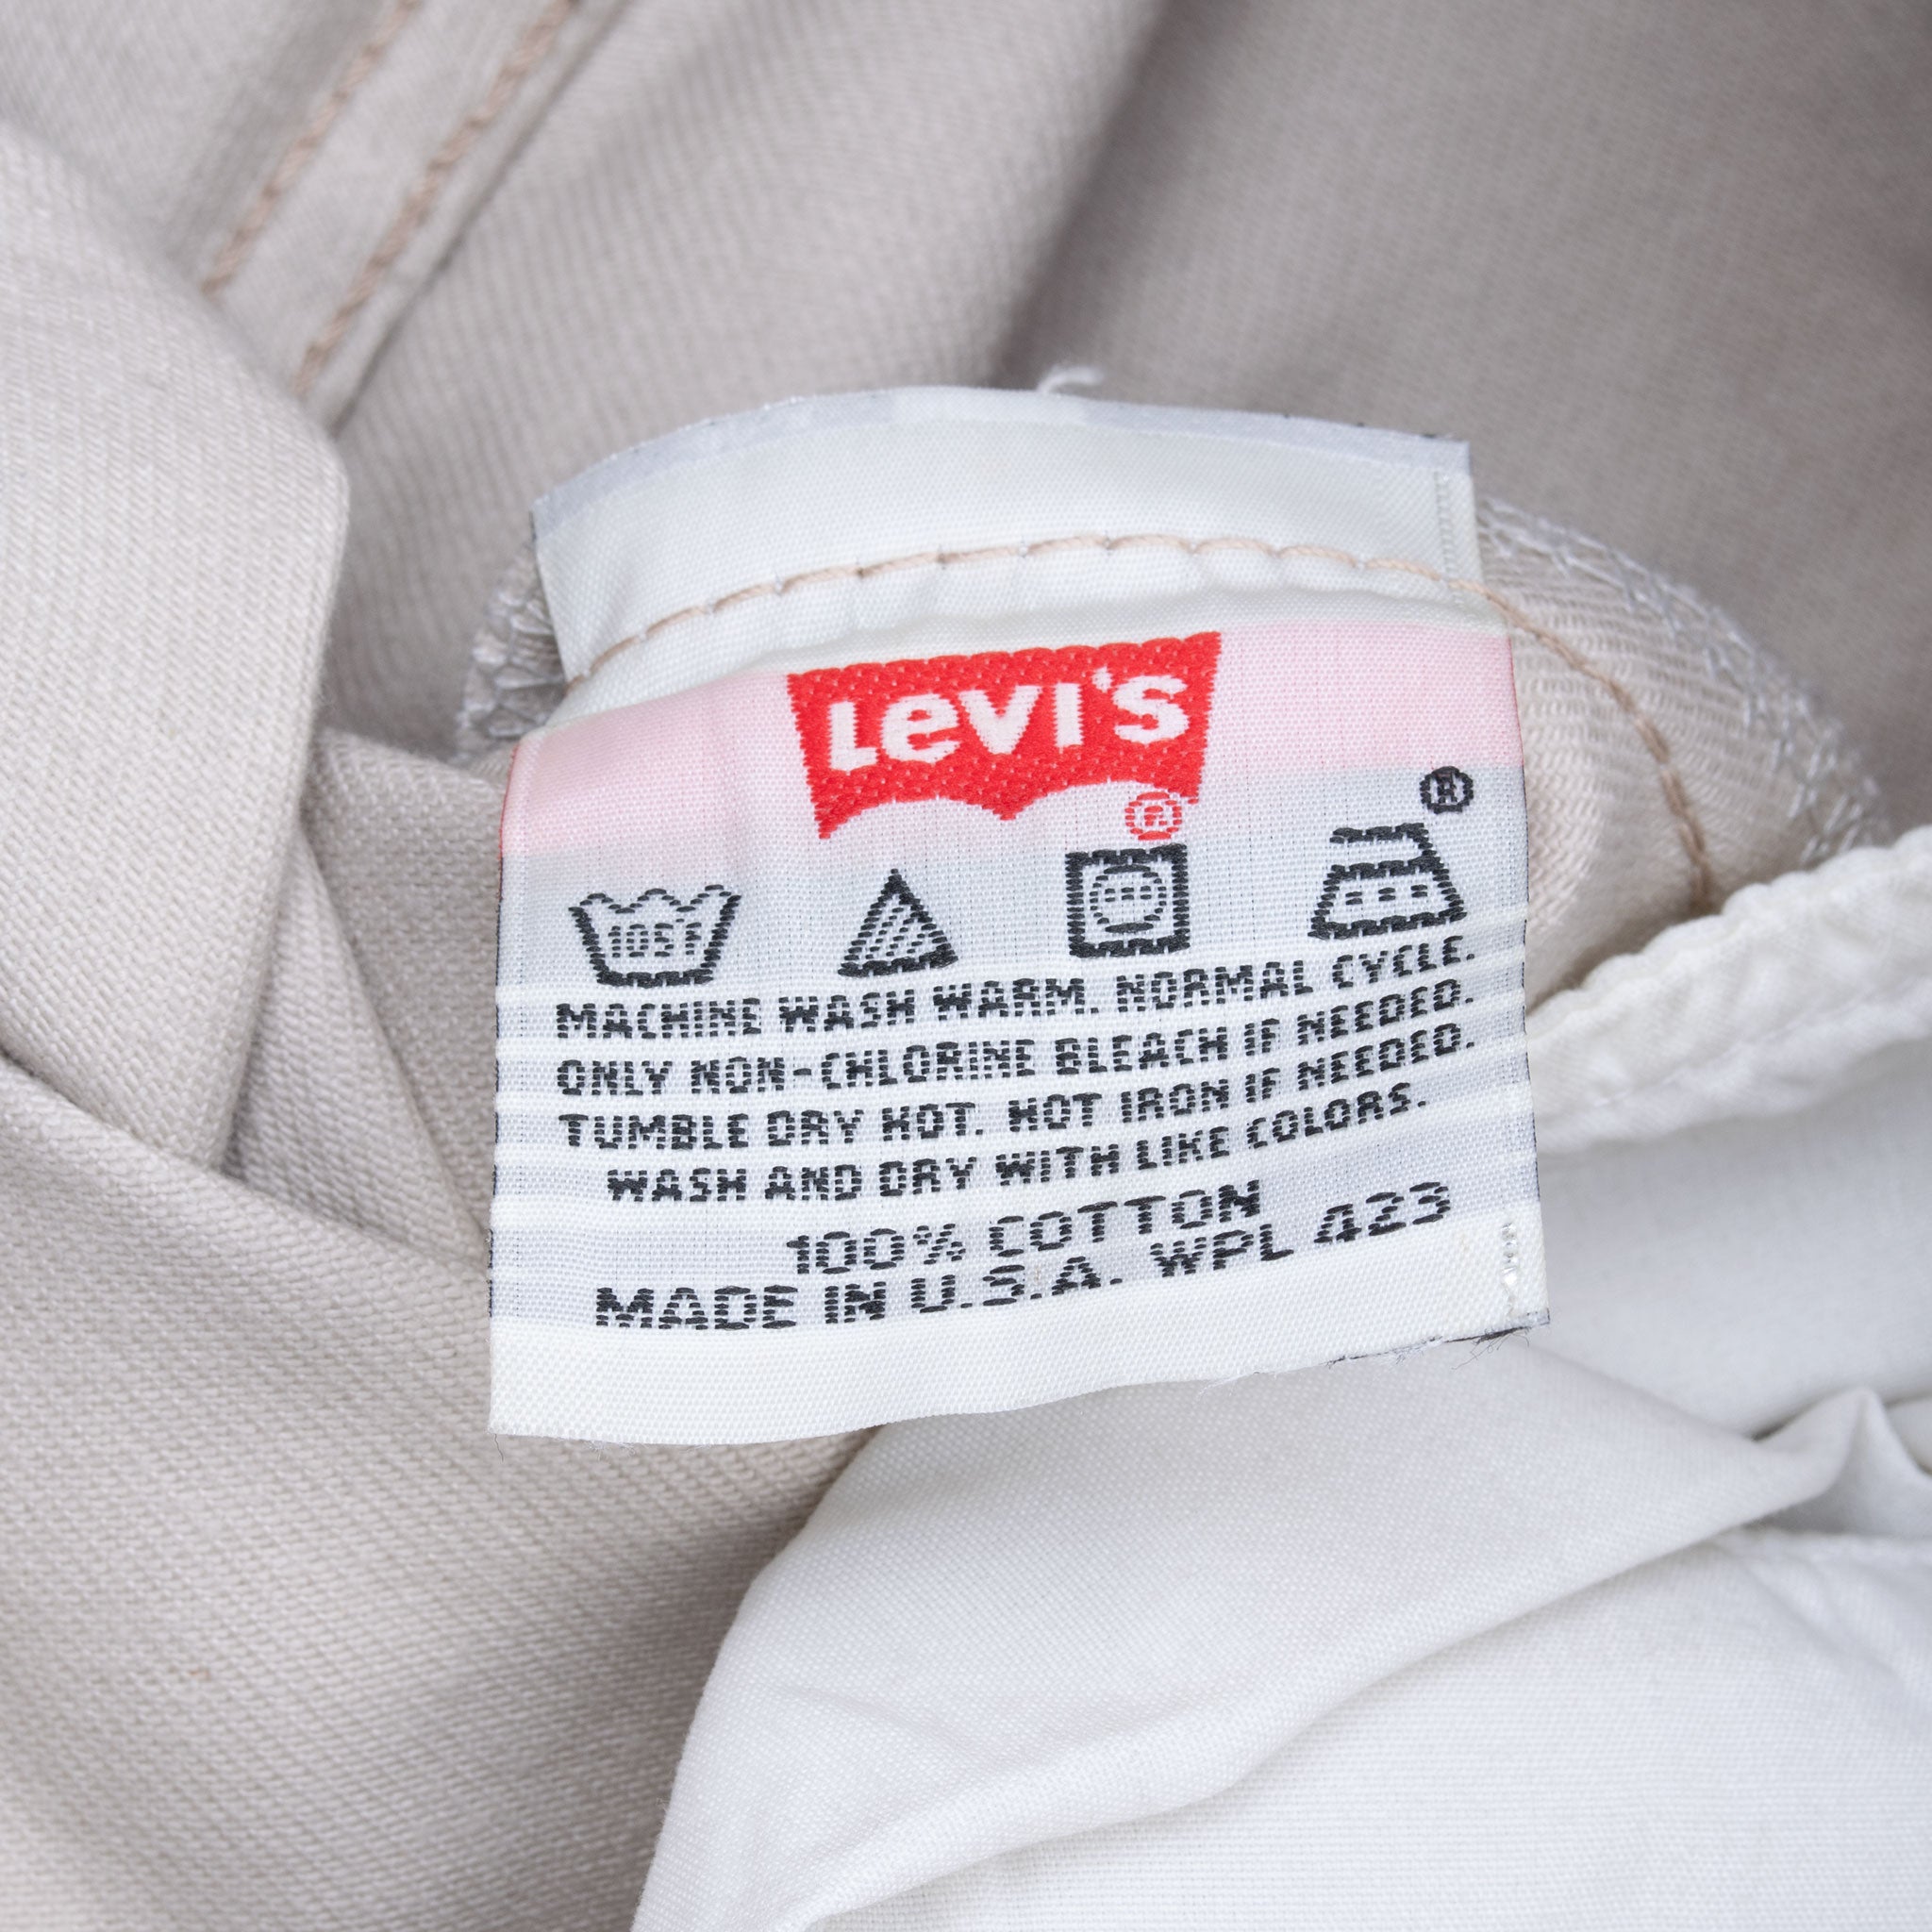 Levi's
®
®
105F
MACHINE WASH WARM. NORMAL CYCLE.
ONLY NON-CHLORINE BLEACH IF NEEDED.
TUMBLE DRY HOT. HOT IRON IF NEEDED.
WASH AND DRY WITH LIKE COLORS.
100% COTTON
MADE IN U.S.A. WPL 423